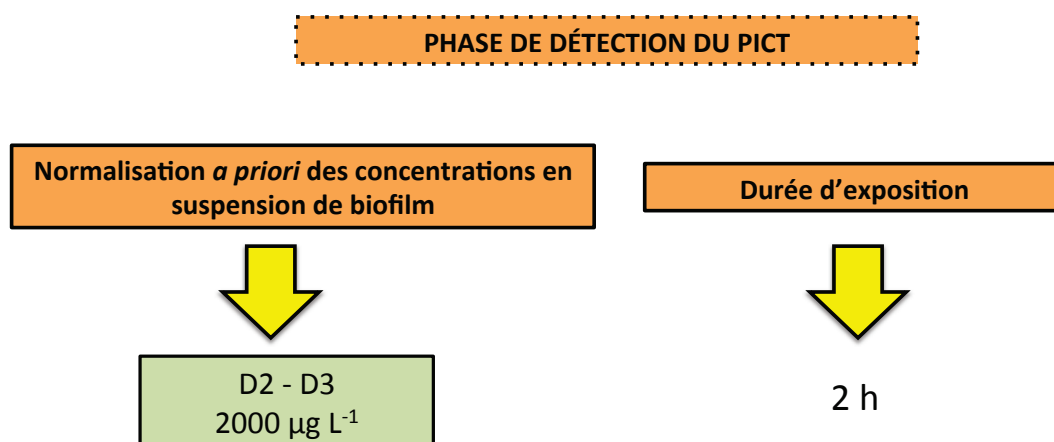 PHASE DE DÉTECTION DU PICT
Normalisation a priori des concentrations en
suspension de biofilm
Durée d’exposition
D2 - D3
2000 µg L⁻¹
2 h